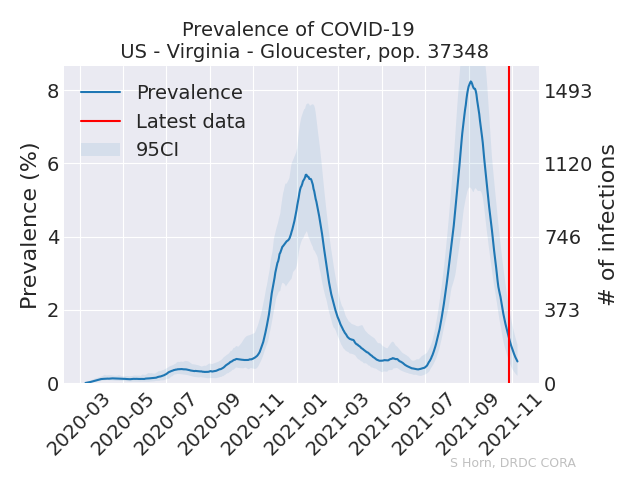 Prevalence of COVID-19
US - Virginia - Gloucester, pop. 37348
Prevalence
Latest data
95CI
Prevalence (%)
8
6
4
2
0
# of infections
1493
1120
746
373
0
2020-03
2020-05
2020-07
2020-09
2020-11
2021-01
2021-03
2021-05
2021-07
2021-09
2021-11
S Horn, DRDC CORA